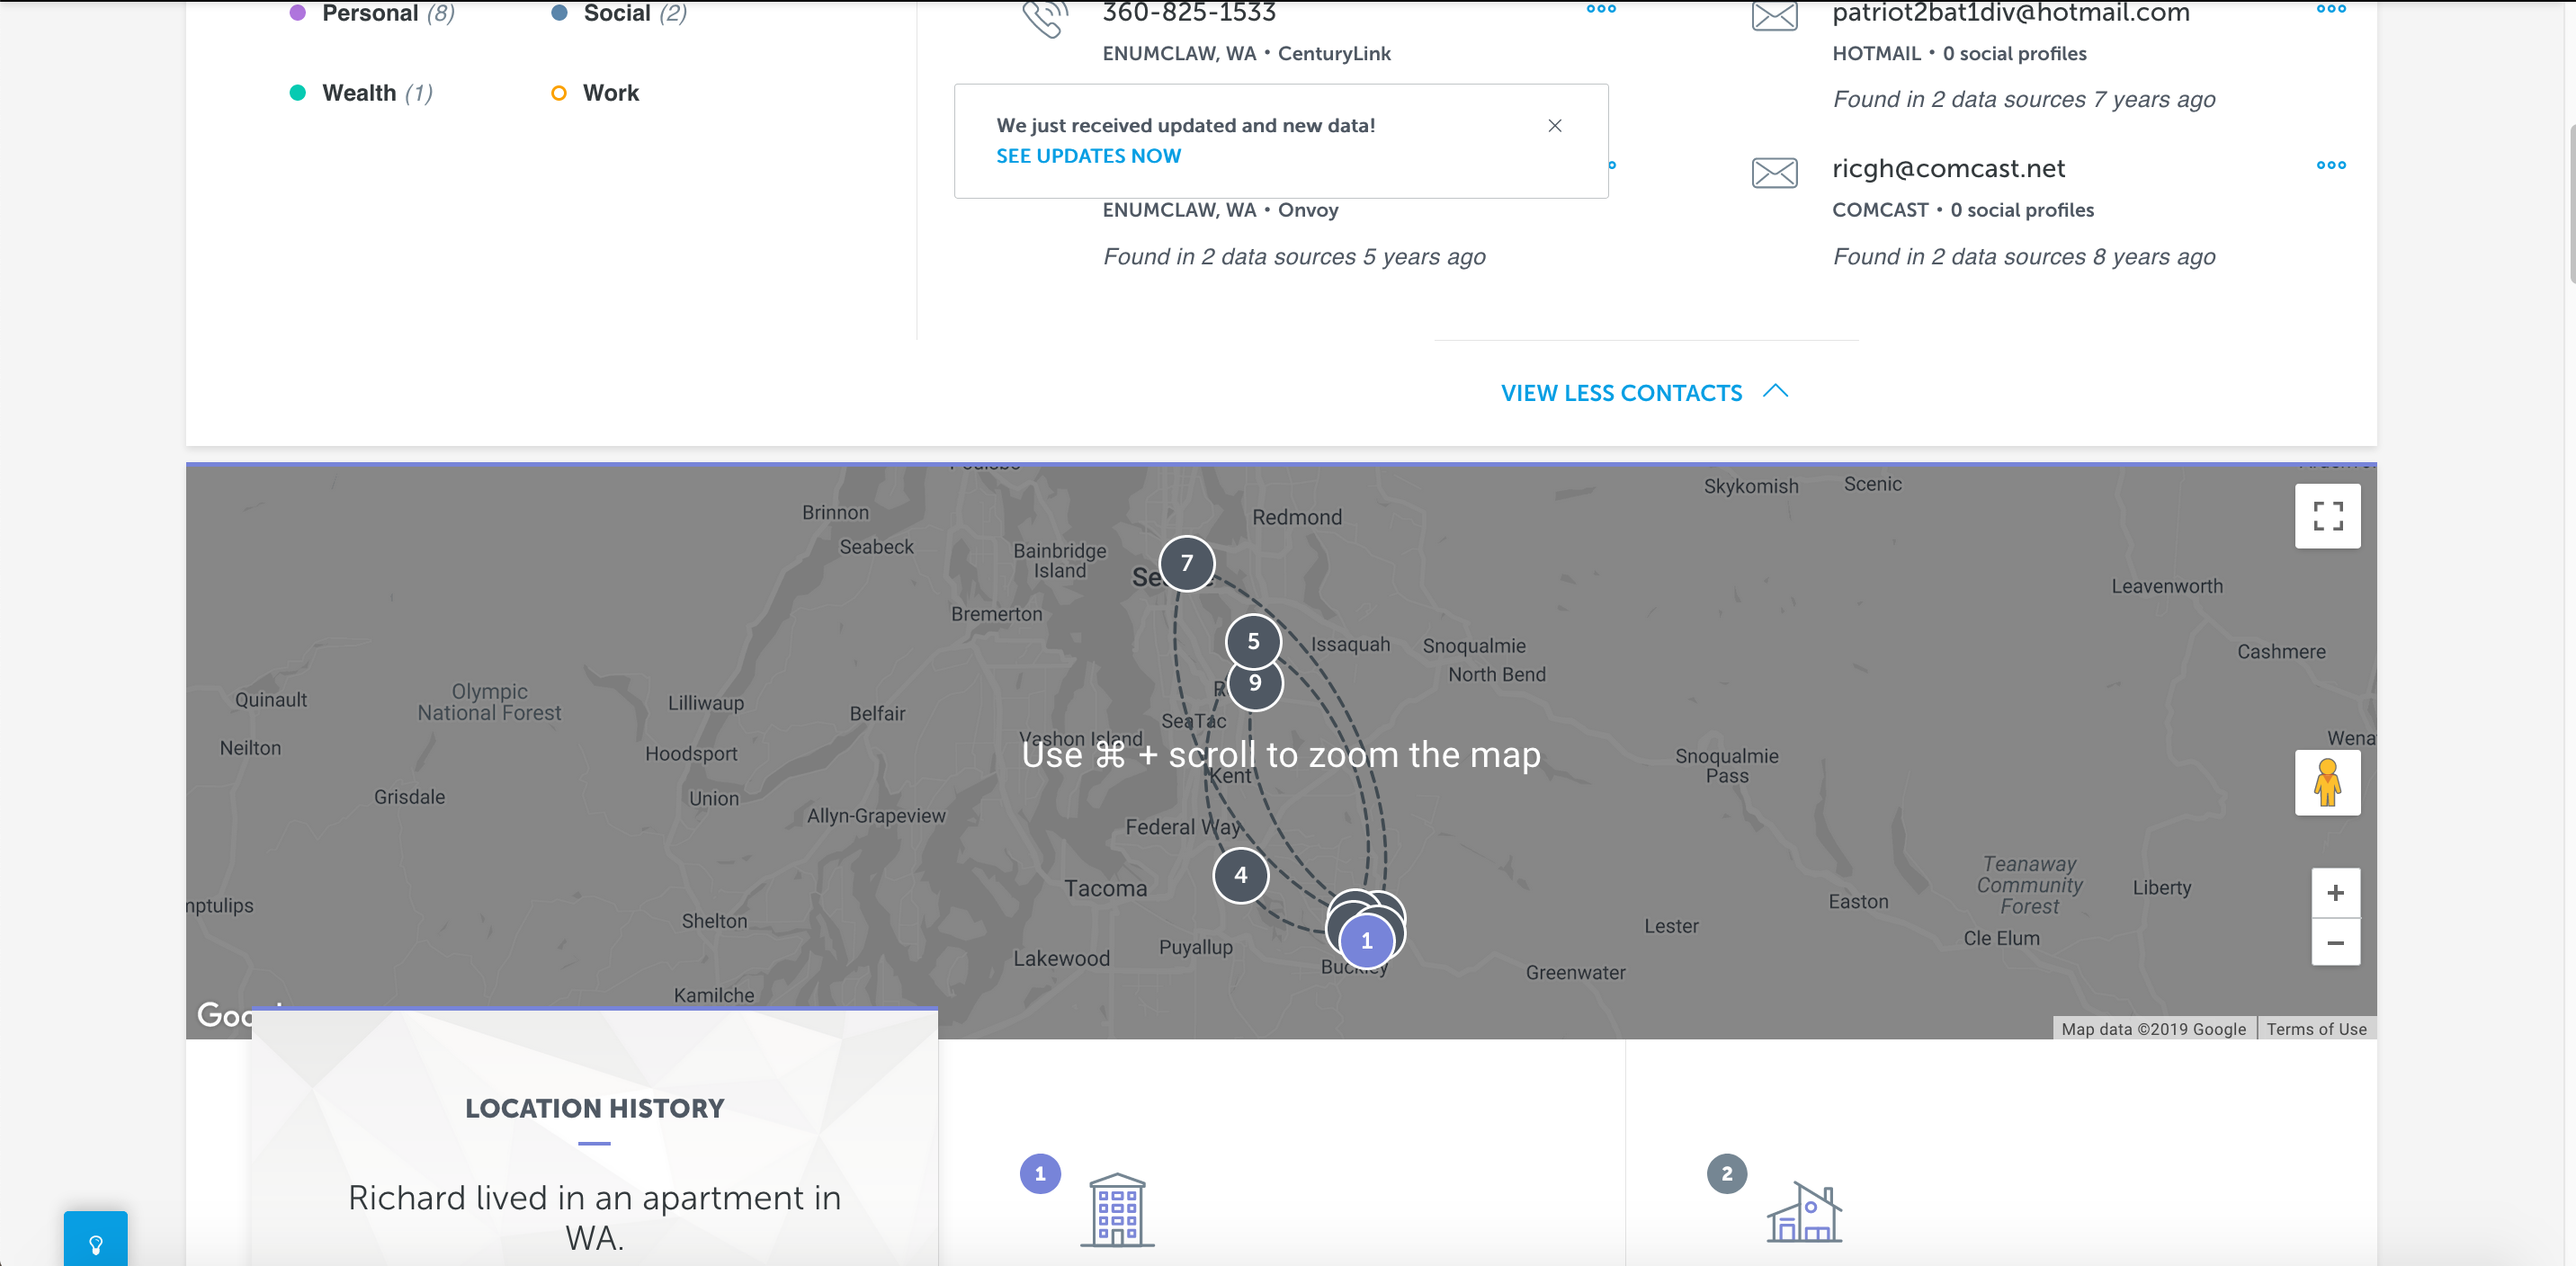 Personal (8)
Social (2)
Wealth (1)
Work
360-825-1533
ENUMCLAW, WA • CenturyLink
We just received updated and new data!
SEE UPDATES NOW
ENUMCLAW, WA • Onvoy
Found in 2 data sources 5 years ago
patriot2bat1div@hotmail.com
HOTMAIL • 0 social profiles
Found in 2 data sources 7 years ago
ricgh@comcast.net
COMCAST • 0 social profiles
Found in 2 data sources 8 years ago
VIEW LESS CONTACTS
Skykomish
Scenic
Brinnon
Redmond
Seabeck
Bainbridge
Island
7
Leavenworth
Bremerton
5
Issaquah
Snoqualmie
Cashmere
North Bend
9
Olympic
National Forest
Quinault
Lilliwaup
Belfair
SeaTac
Vashon Island
Neilton
Hoodsport
Use ⌘ + scroll to zoom the map
Snoqualmie
Pass
Kent
Grisdale
Union
Allyn-Grapeview
Federal Way
4
Tacoma
Teanaway
Community
Forest
Liberty
Easton
Shelton
Lester
Cle Elum
1
Puyallup
Lakewood
Buckley
Greenwater
Kamilche
Map data ©2019 Google
Terms of Use
LOCATION HISTORY
Richard lived in an apartment in
WA.
1
2